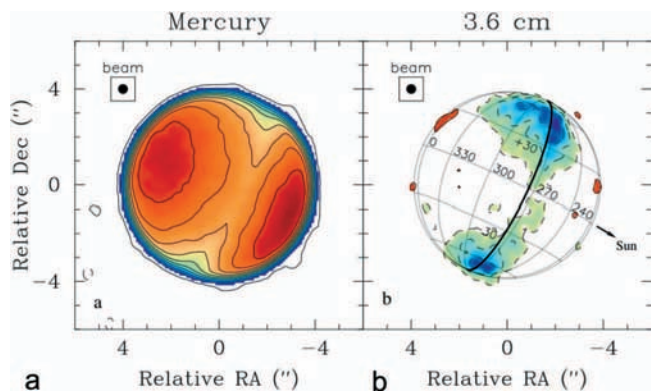 Mercury
3.6 cm
beam
beam
Relative Dec (")
4
0
-4
0
330
300
270
240
+30
-30
Sun
a
b
4
0
-4
4
0
-4
Relative RA (")
Relative RA (")
a
b